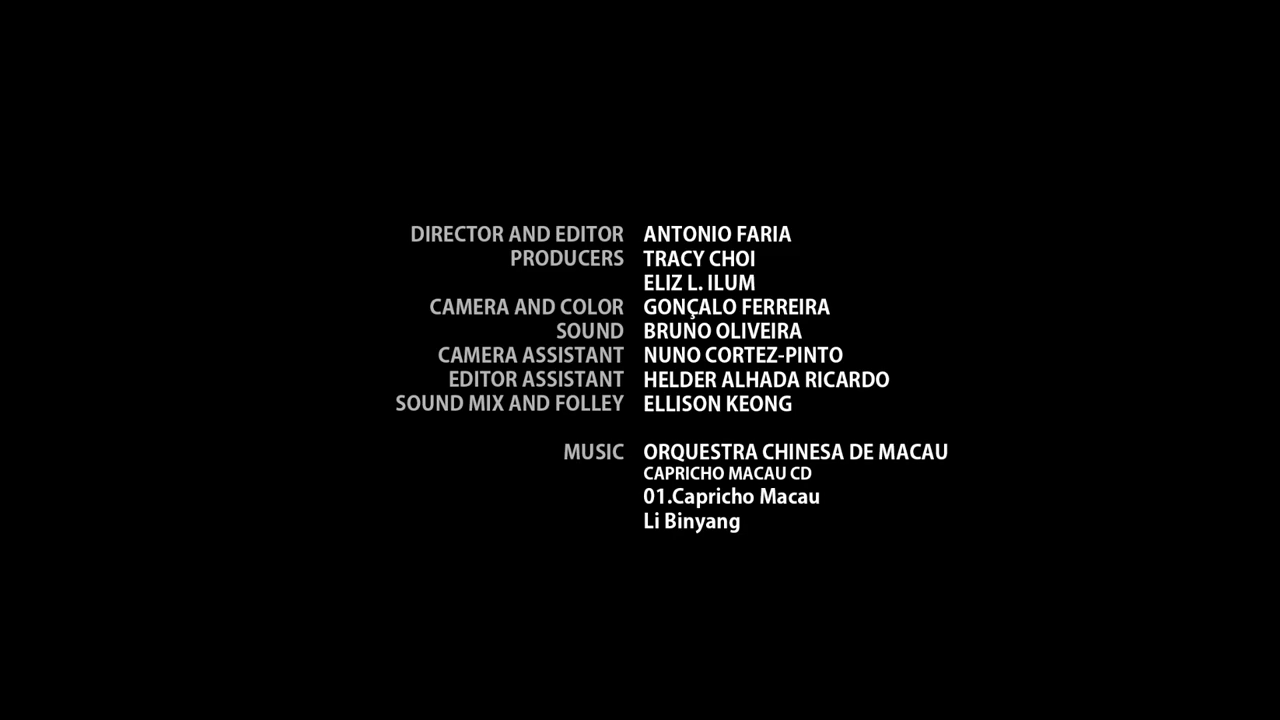 DIRECTOR AND EDITOR ANTONIO FARIA
PRODUCERS TRACY CHOI
ELIZ L. ILUM
CAMERA AND COLOR GONÇALO FERREIRA
SOUND BRUNO OLIVEIRA
CAMERA ASSISTANT NUNO CORTEZ-PINTO
EDITOR ASSISTANT HELDER ALHADA RICARDO
SOUND MIX AND FOLLEY ELLISON KEONG
MUSIC ORQUESTRA CHINESA DE MACAU
CAPRICHO MACAU CD
01.Capricho Macau
Li Binyang